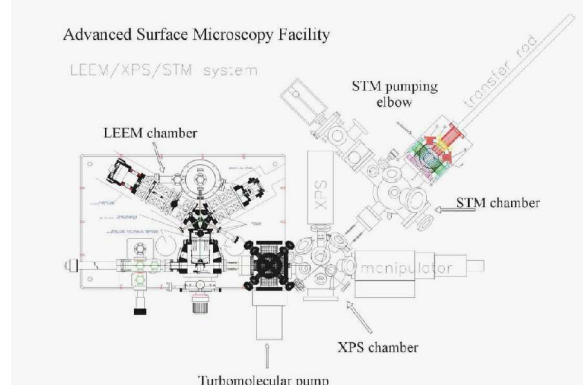 Advanced Surface Microscopy Facility
LEEM/XPS/STM system
transfer rod
STM pumping
elbow
LEEM chamber
XPS
STM chamber
manipulator
XPS chamber
Turbomolecular pump